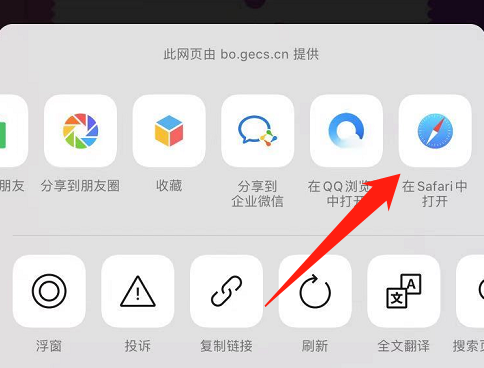 此网页由 bo.gecs.cn 提供
朋友
分享到朋友圈
收藏
分享到
企业微信
在QQ浏览
中打开
在Safari中
打开
浮窗
投诉
复制链接
刷新
文
A
全文翻译
搜索页